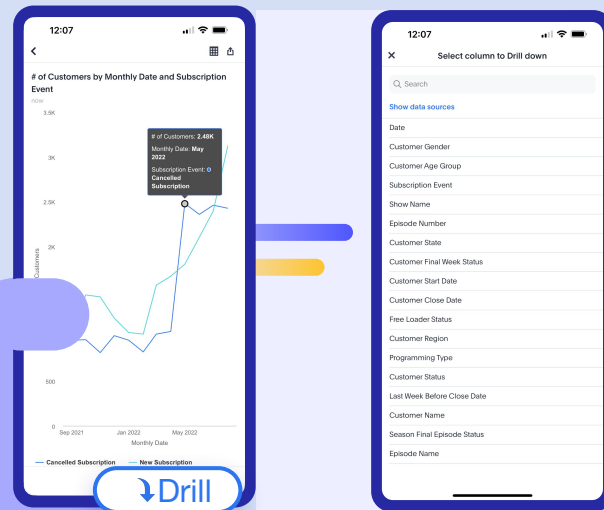 12:07
# of Customers by Monthly Date and Subscription
Event
now
3.5K
# of Customers: 2.48K
Monthly Date: May
2022
Subscription Event:
Cancelled
Subscription
3K
2.5K
2K
Customers
500
0
Sep 2021 Jan 2022 May 2022
Monthly Date
Cancelled Subscription New Subscription
Drill
12:07
Select column to Drill down
Search
Show data sources
Date
Customer Gender
Customer Age Group
Subscription Event
Show Name
Episode Number
Customer State
Customer Final Week Status
Customer Start Date
Customer Close Date
Free Loader Status
Customer Region
Programming Type
Customer Status
Last Week Before Close Date
Customer Name
Season Final Episode Status
Episode Name